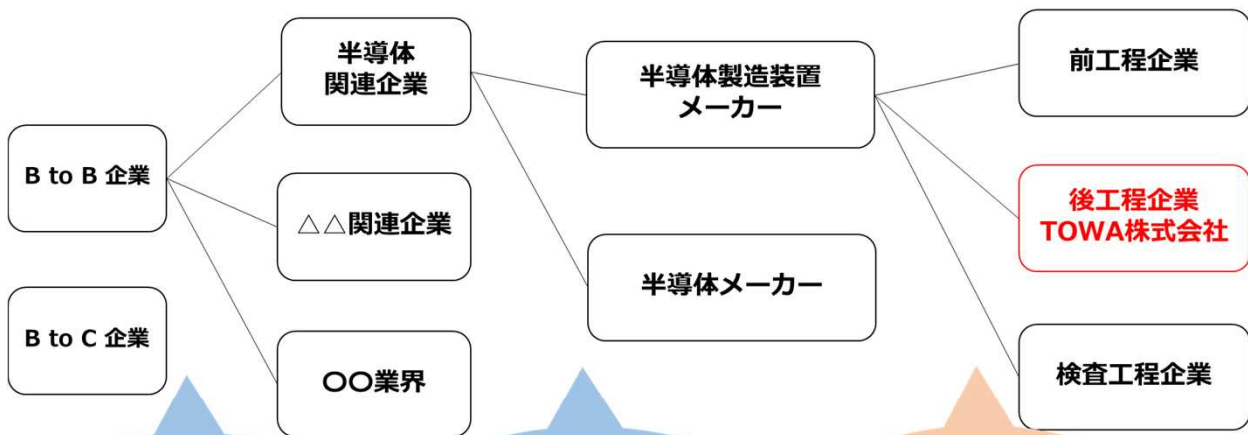 B to B 企業
B to C 企業
半導体
関連企業
△△関連企業
〇〇業界
半導体製造装置
メーカー
半導体メーカー
前工程企業
後工程企業
TOWA株式会社
検査工程企業